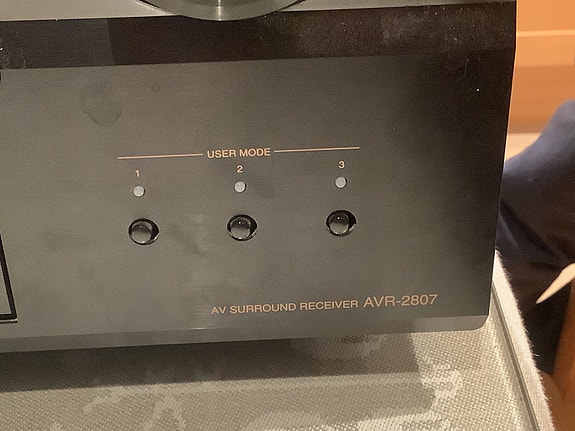 USER MODE
1 2 3
AV SURROUND RECEIVER AVR-2807